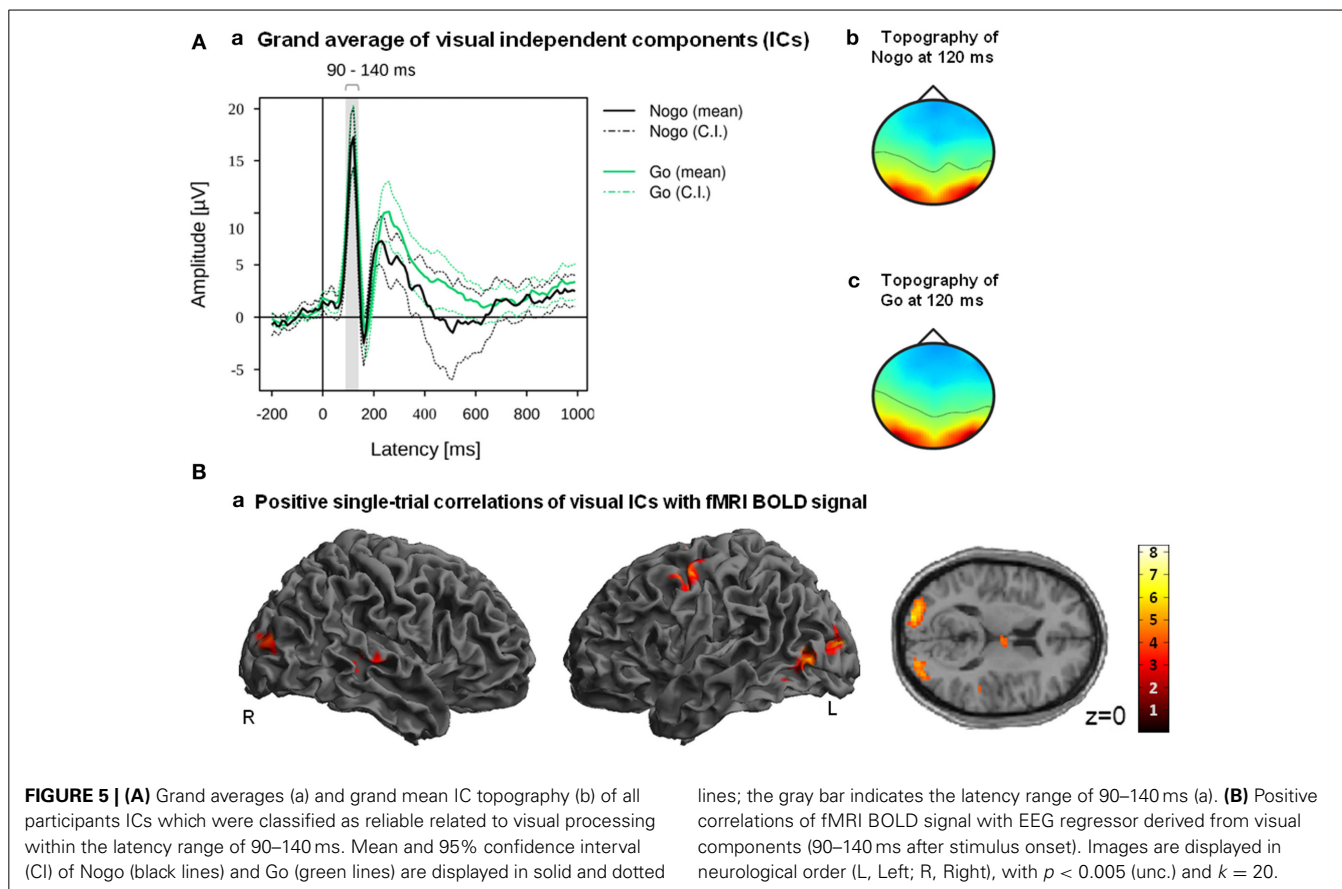 A a Grand average of visual independent components (ICs)
90 - 140 ms
20
15
10
5
0
-5
Amplitude [µV]
-200 0 200 400 600 800 1000
Latency [ms]
Nogo (mean)
Nogo (C.I.)
Go (mean)
Go (C.I.)
b Topography of
Nogo at 120 ms
c Topography of
Go at 120 ms
B
a Positive single-trial correlations of visual ICs with fMRI BOLD signal
R
L
z=0
8
7
6
5
4
3
2
1
FIGURE 5 | (A) Grand averages (a) and grand mean IC topography (b) of all
participants ICs which were classified as reliable related to visual processing
within the latency range of 90–140 ms. Mean and 95% confidence interval
(CI) of Nogo (black lines) and Go (green lines) are displayed in solid and dotted
lines; the gray bar indicates the latency range of 90–140 ms (a). (B) Positive
correlations of fMRI BOLD signal with EEG regressor derived from visual
components (90–140 ms after stimulus onset). Images are displayed in
neurological order (L, Left; R, Right), with p < 0.005 (unc.) and k = 20.